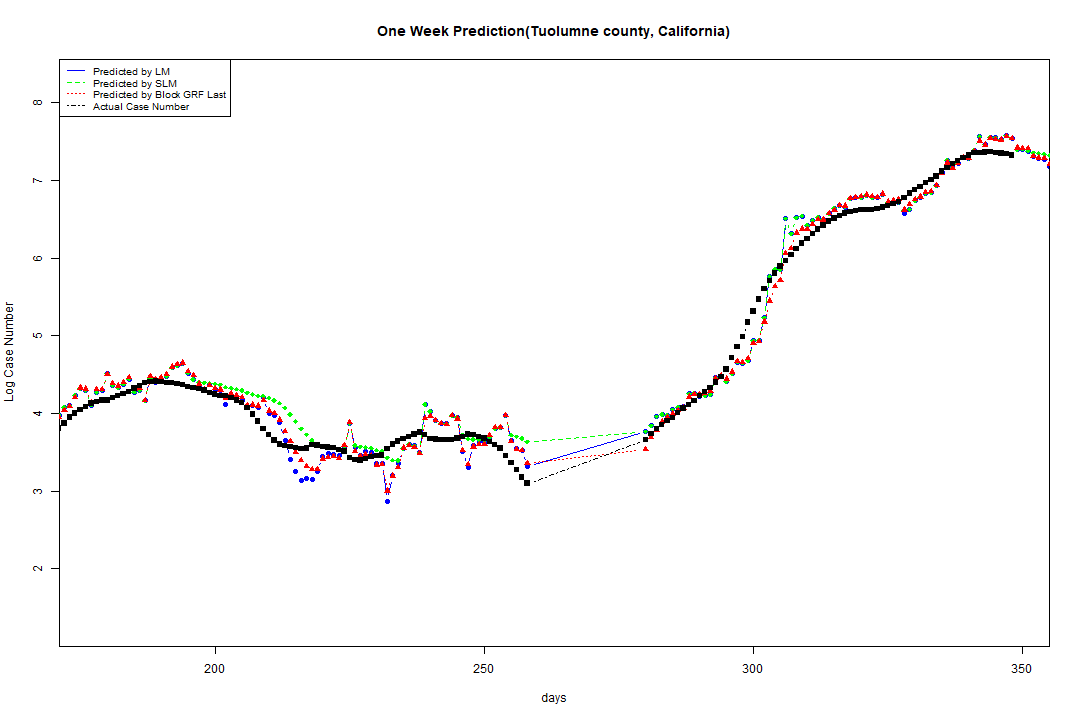 One Week Prediction(Tuolumne county, California)
Predicted by LM
Predicted by SLM
Predicted by Block GRF Last
Actual Case Number
8
7
6
5
4
3
2
Log Case Number
200 250 300 350
days